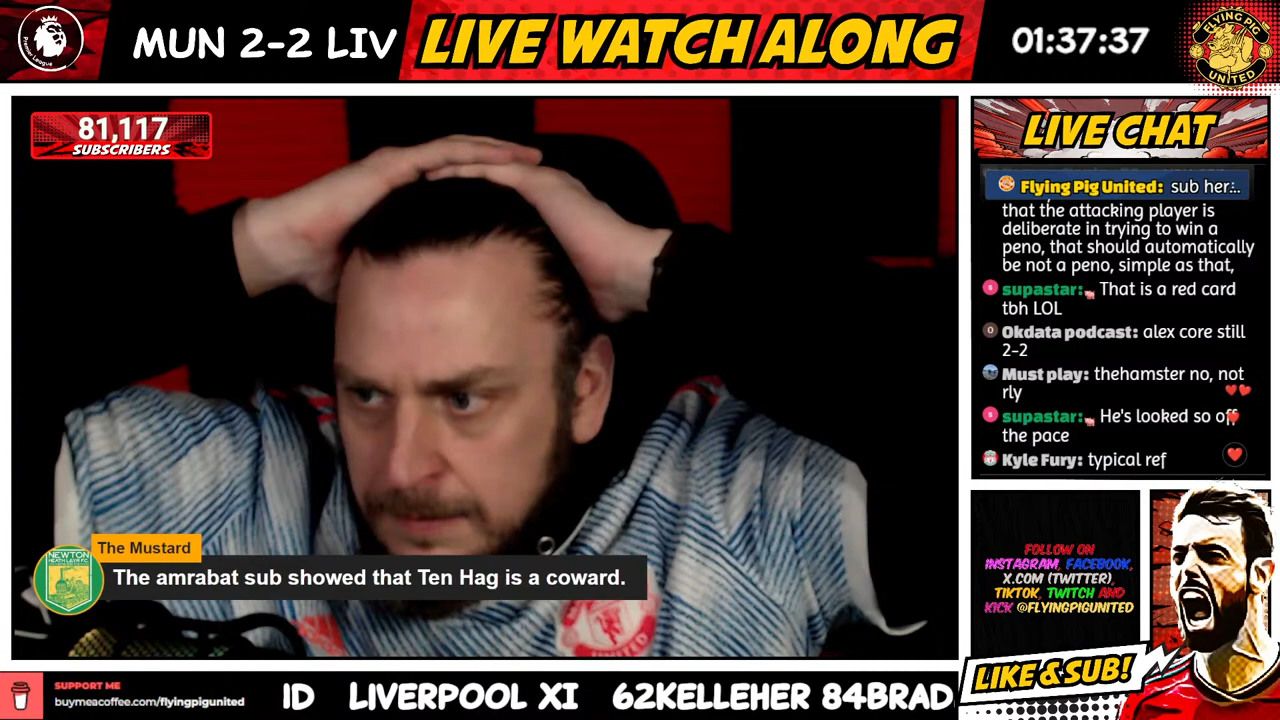 Premier League
MUN 2-2 LIV
LIVE WATCH ALONG
01:37:37
FLYING PIG
UNITED
81,117
SUBSCRIBERS
LIVE CHAT
Flying Pig United: sub her...
that the attacking player is
deliberate in trying to win a
peno, that should automatically
be not a peno, simple as that,
supastar: That is a red card
tbh LOL
Okdata podcast: alex core still
2-2
Must play: thehamster no, not
rly
supastar: He's looked so off
the pace
Kyle Fury: typical ref
The Mustard
NEWTON
HEATH L&Y.R F.C.
The amrabat sub showed that Ten Hag is a coward.
UNITED
FOLLOW ON
INSTAGRAM, FACEBOOK,
X.COM (TWITTER),
TIKTOK, TWITCH AND
KICK @FLYINGPIGUNITED
LIKE & SUB!
SUPPORT ME
buymeacoffee.com/flyingpigunited
ID LIVERPOOL XI 62KELLEHER 84BRAD